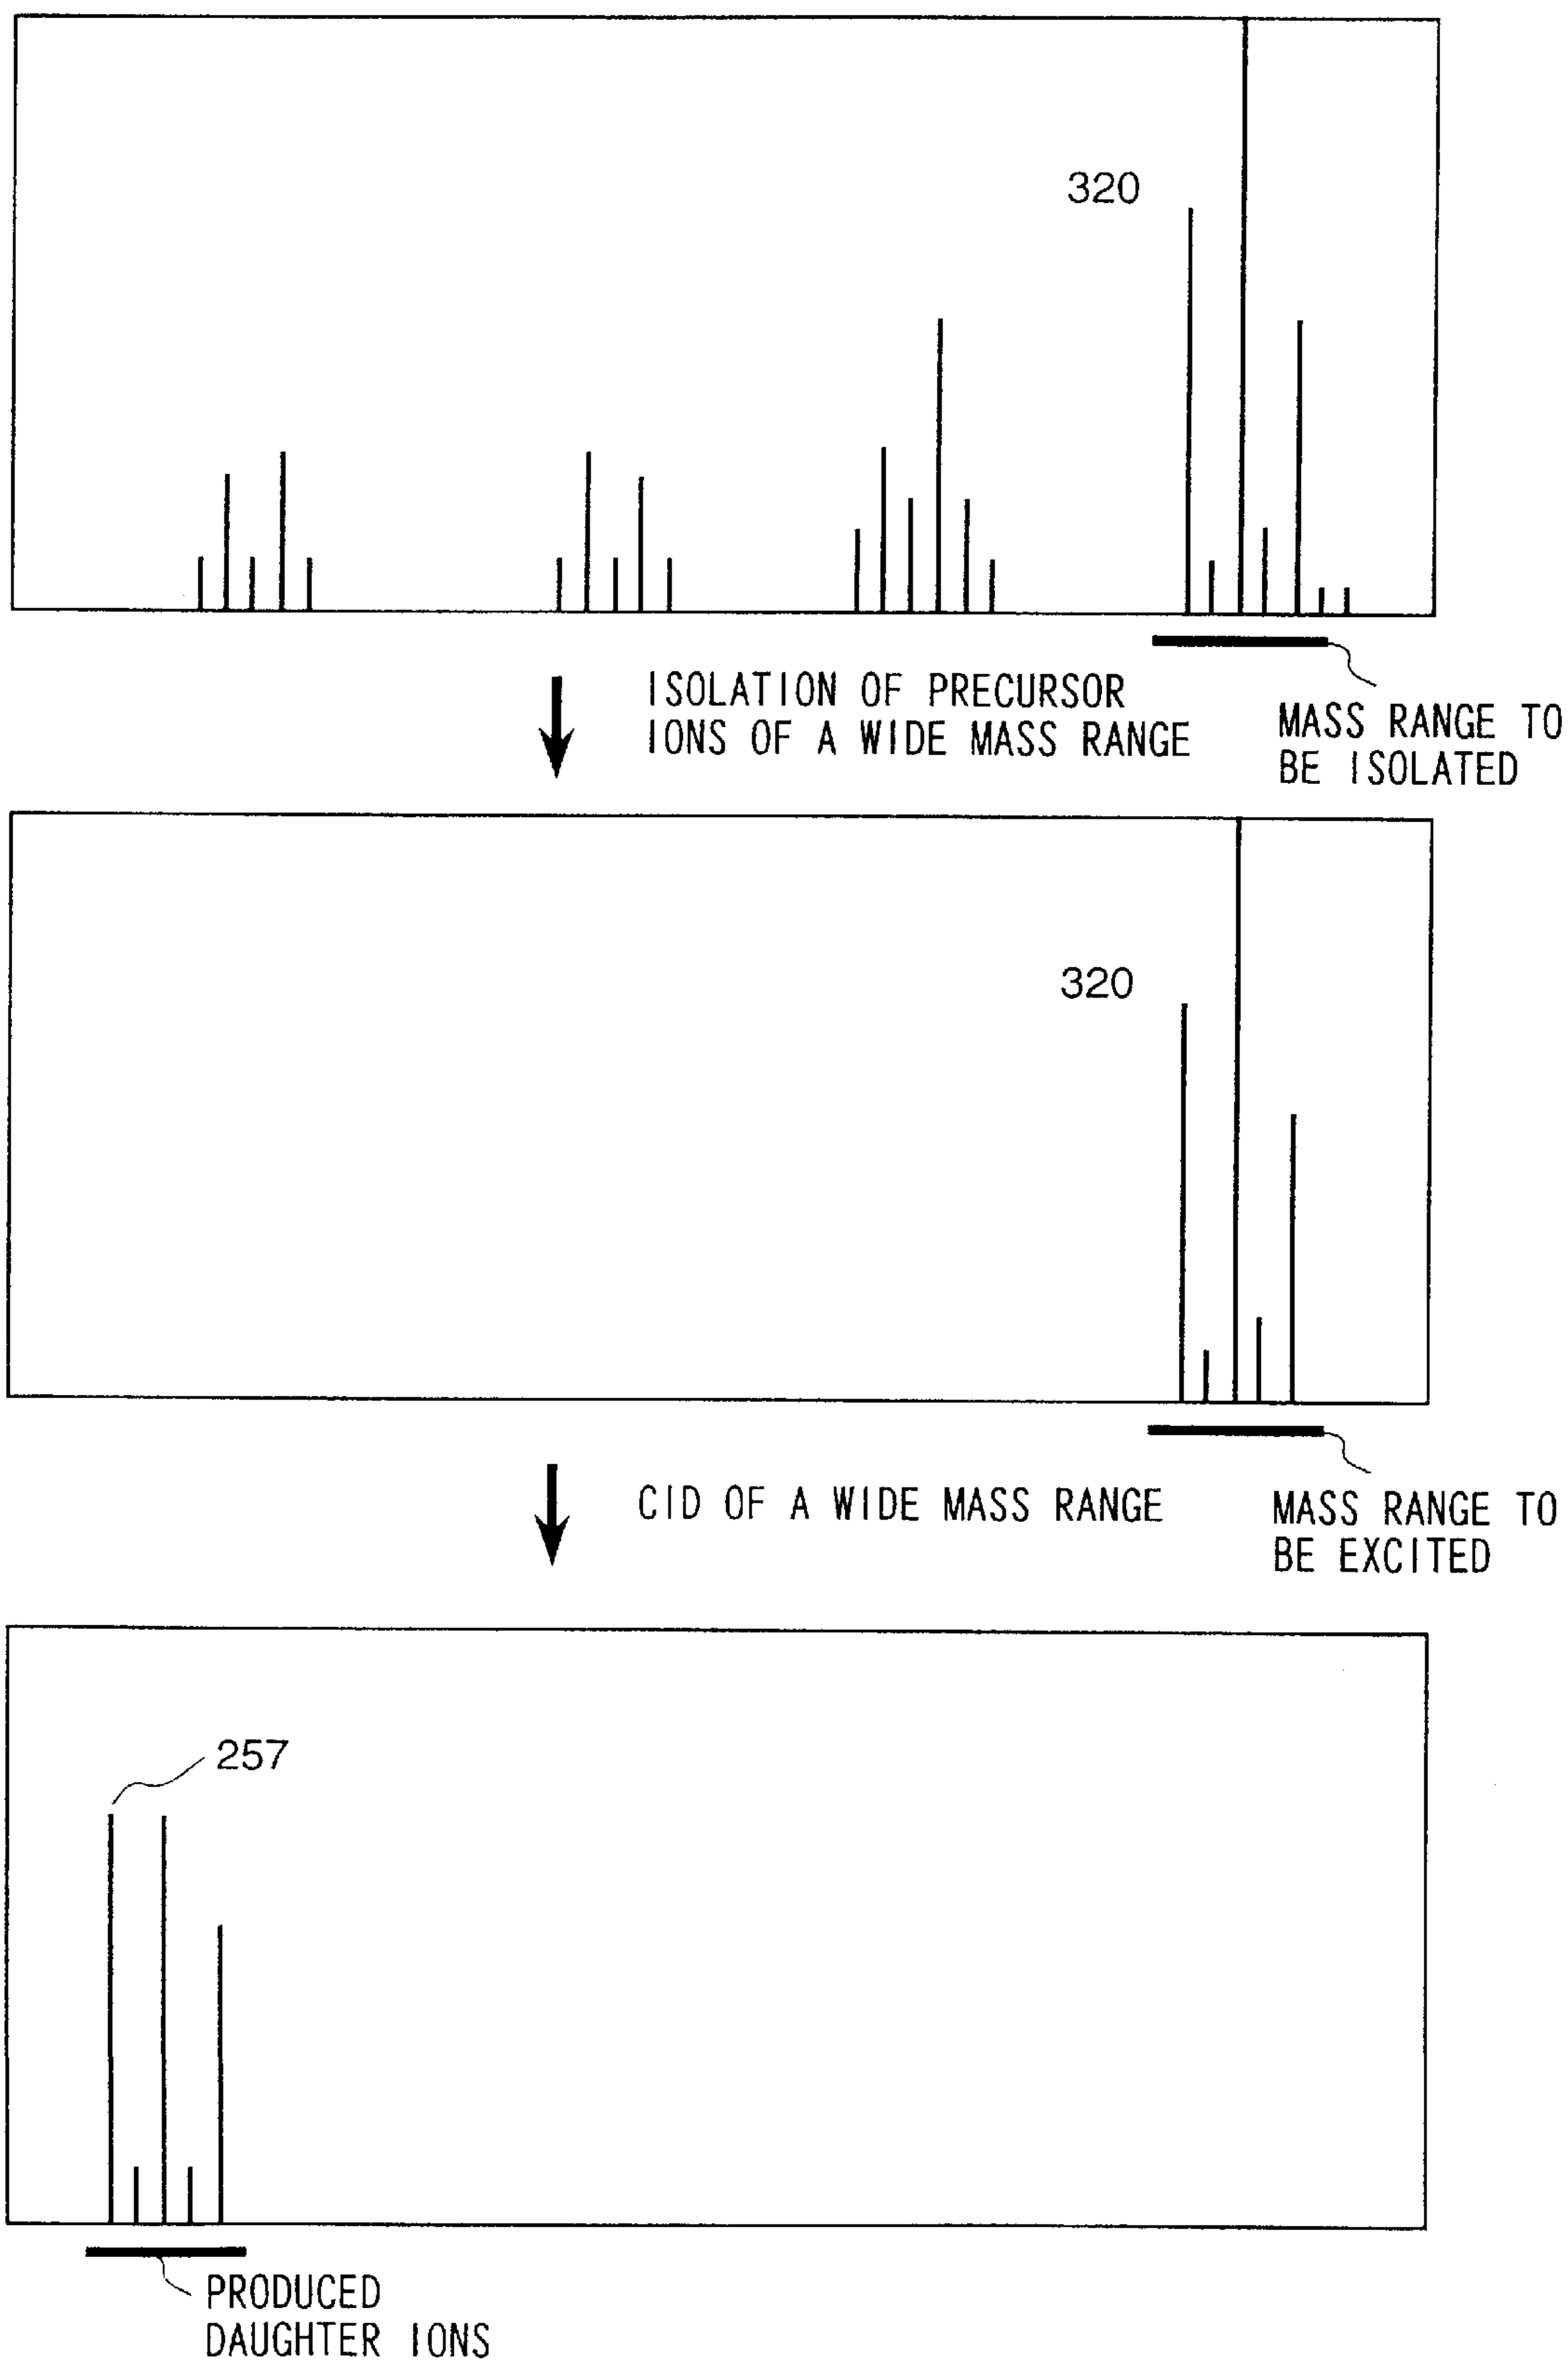 320
ISOLATION OF PRECURSOR
IONS OF A WIDE MASS RANGE
MASS RANGE TO
BE ISOLATED
320
CID OF A WIDE MASS RANGE
MASS RANGE TO
BE EXCITED
257
PRODUCED
DAUGHTER IONS